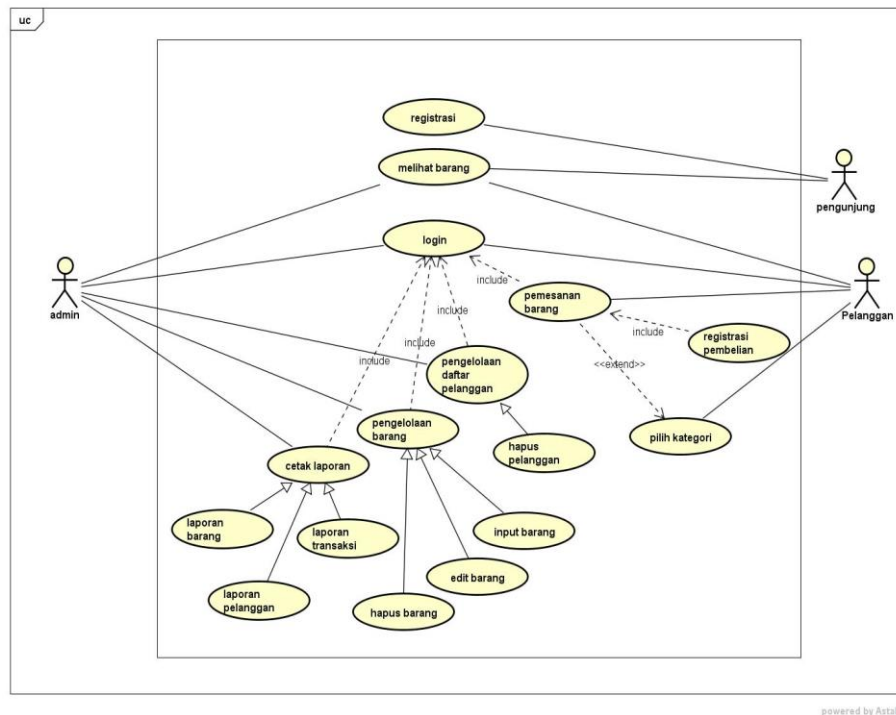 uc
registrasi
melihat barang
pengunjung
login
admin
include
pemesanan
barang
Pelanggan
include
include
registrasi
pembelian
include
include
<<extend>>
pengelolaan
daftar
pelanggan
pengelolaan
barang
pilih kategori
hapus
pelanggan
cetak laporan
laporan
barang
laporan
transaksi
input barang
edit barang
laporan
pelanggan
hapus barang
powered by Asta